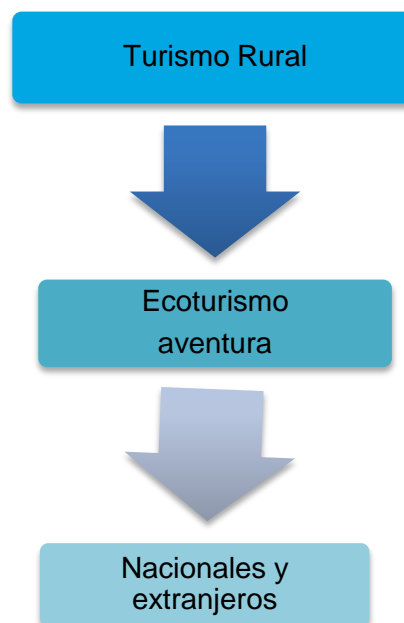 Turismo Rural
Ecoturismo
aventura
Nacionales y
extranjeros